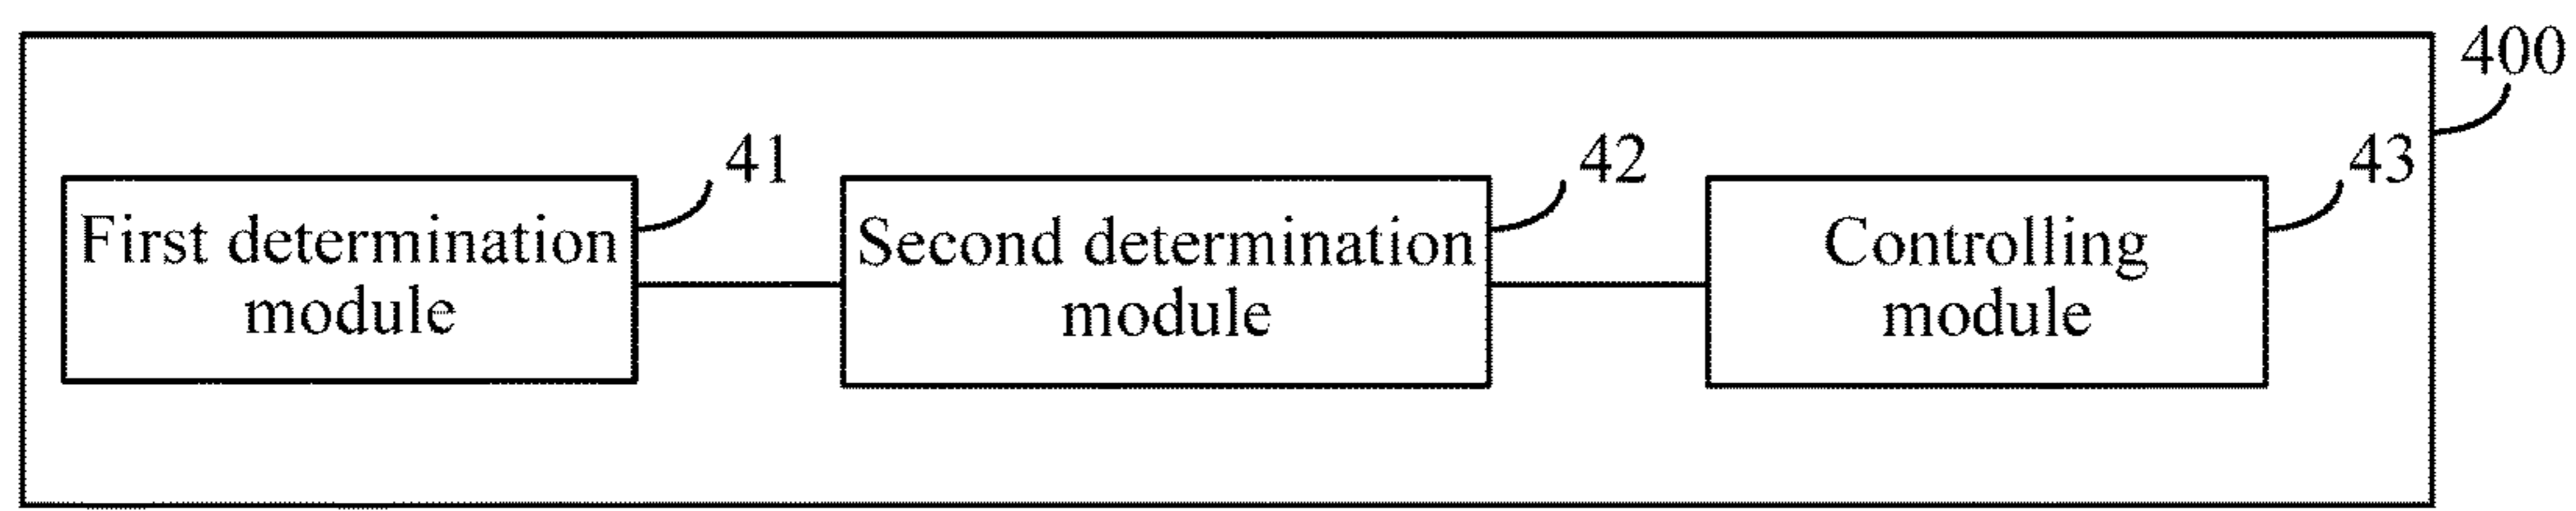 400
41
First determination
module
42
Second determination
module
43
Controlling
module